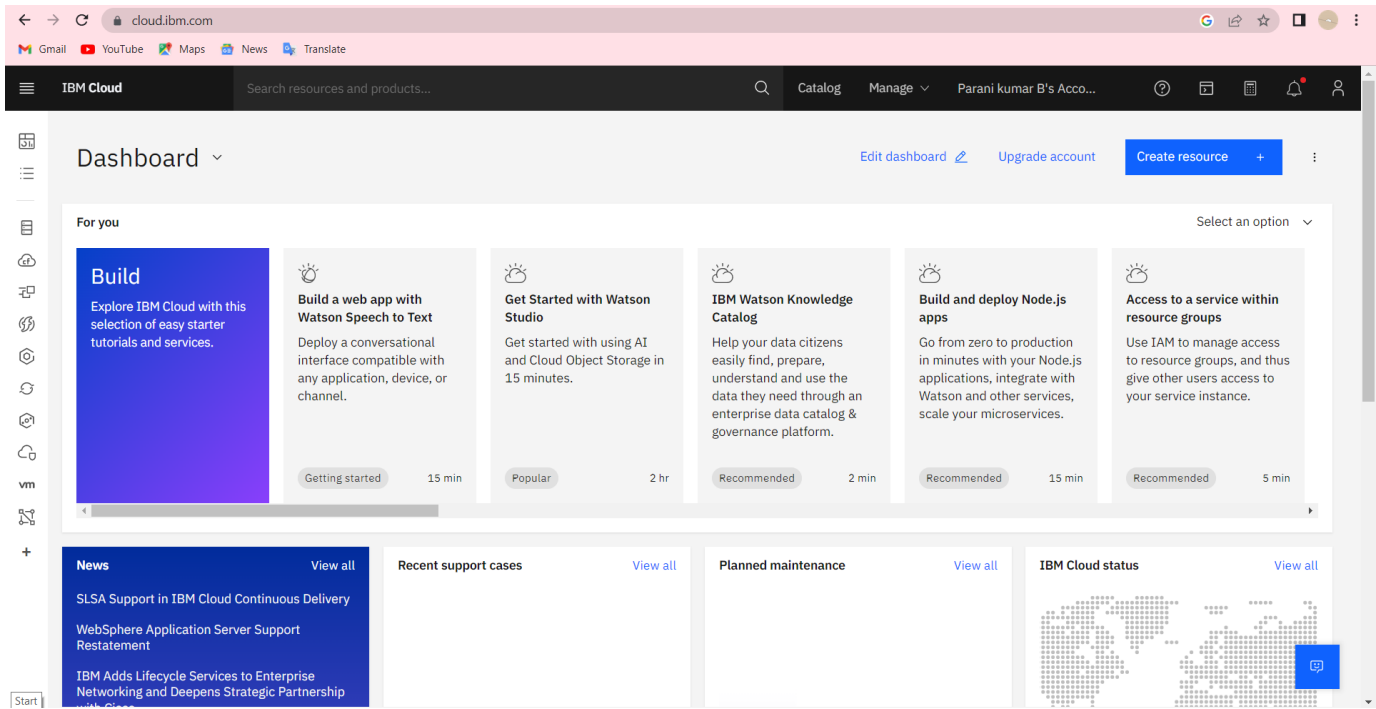 cloud.ibm.com
Gmail YouTube Maps News Translate
IBM Cloud Search resources and products... Catalog Manage Parani kumar B's Acco...
Dashboard Edit dashboard Upgrade account Create resource +
For you Select an option
Build
Explore IBM Cloud with this
selection of easy starter
tutorials and services.
Build a web app with
Watson Speech to Text
Deploy a conversational
interface compatible with
any application, device, or
channel.
Getting started 15 min
Get Started with Watson
Studio
Get started with using AI
and Cloud Object Storage in
15 minutes.
Popular 2 hr
IBM Watson Knowledge
Catalog
Help your data citizens
easily find, prepare,
understand and use the
data they need through an
enterprise data catalog &
governance platform.
Recommended 2 min
Build and deploy Node.js
apps
Go from zero to production
in minutes with your Node.js
applications, integrate with
Watson and other services,
scale your microservices.
Recommended 15 min
Access to a service within
resource groups
Use IAM to manage access
to resource groups, and thus
give other users access to
your service instance.
Recommended 5 min
vm
News View all
SLSA Support in IBM Cloud Continuous Delivery
WebSphere Application Server Support
Restatement
IBM Adds Lifecycle Services to Enterprise
Networking and Deepens Strategic Partnership
with Cisco
Recent support cases View all
Planned maintenance View all
IBM Cloud status View all
Start